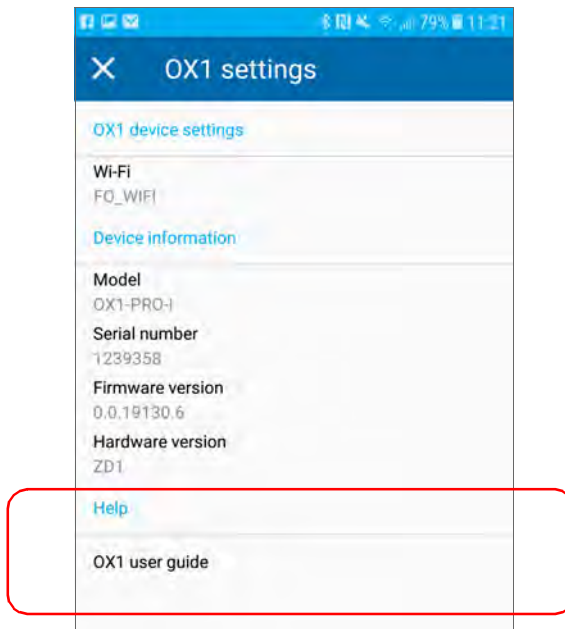 79% 11:21
OX1 settings
OX1 device settings
Wi-Fi
FO_WIFI
Device information
Model
OX1-PRO-I
Serial number
1239358
Firmware version
0.0.19130.6
Hardware version
ZD1
Help
OX1 user guide